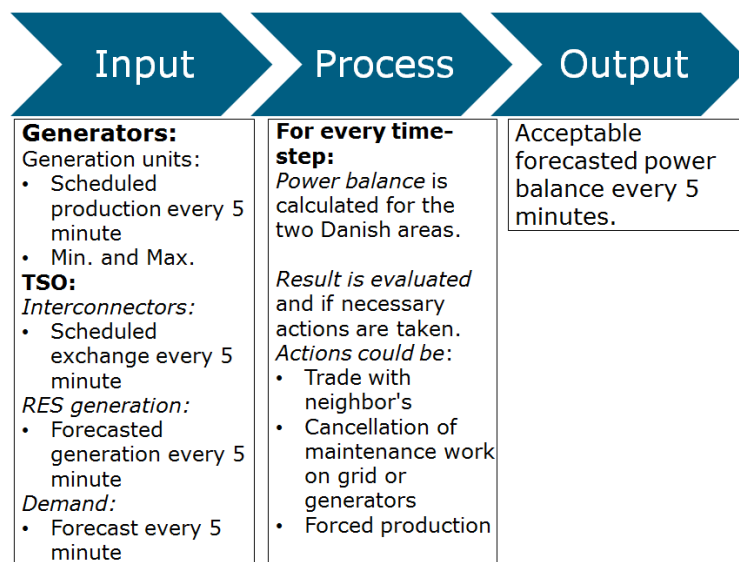 Input
Process
Output
Generators:
Generation units:
• Scheduled
production every 5
minute
• Min. and Max.
TSO:
Interconnectors:
• Scheduled
exchange every 5
minute
RES generation:
• Forecasted
generation every 5
minute
Demand:
• Forecast every 5
minute
For every time-
step:
Power balance is
calculated for the
two Danish areas.
Result is evaluated
and if necessary
actions are taken.
Actions could be:
• Trade with
neighbor's
• Cancellation of
maintenance work
on grid or
generators
• Forced production
Acceptable
forecasted power
balance every 5
minutes.